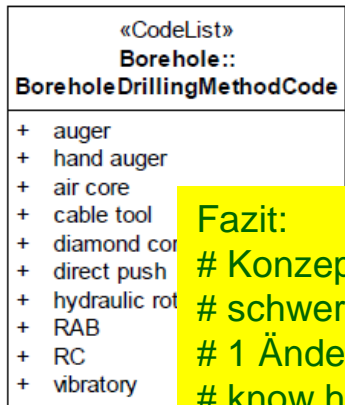 «CodeList»
Borehole::
BoreholeDrillingMethodCode
+ auger
+ hand auger
+ air core
+ cable tool
+ diamond cor
+ direct push
+ hydraulic rot
+ RAB
+ RC
+ vibratory
Fazit:
# Konzep
# schwer
# 1 Ände
# know h